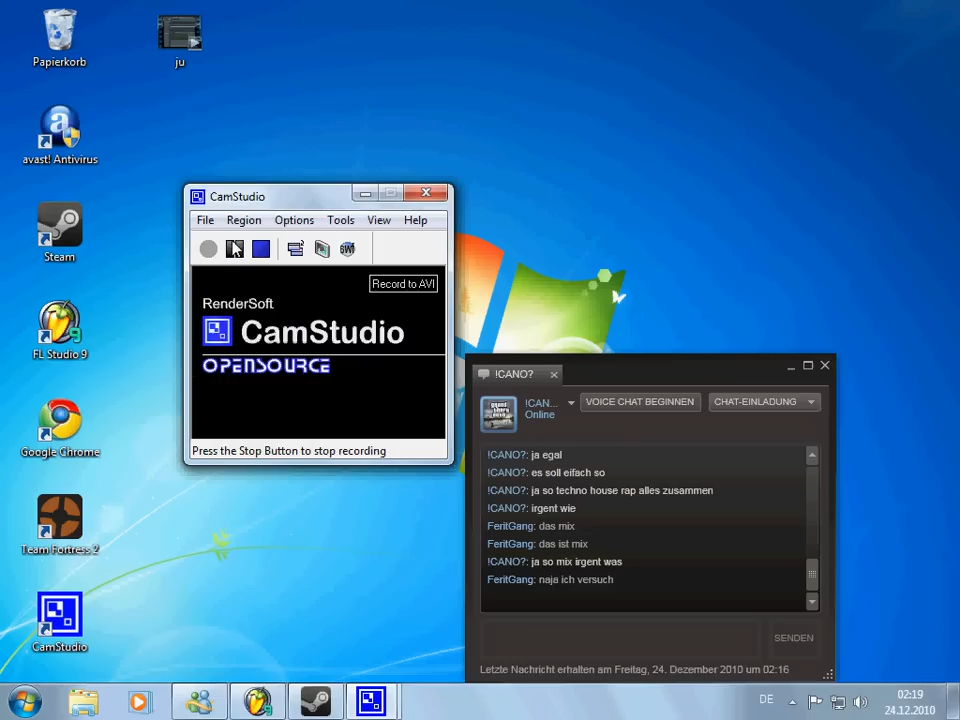 Papierkorb
ju
avast! Antivirus
Steam
FL Studio 9
Google Chrome
Team Fortress 2
CamStudio
CamStudio
File Region Options Tools View Help
Record to AVI
RenderSoft
CamStudio
OPENSOURCE
Press the Stop Button to stop recording
!CANO?
!CAN...
Online
VOICE CHAT BEGINNEN
CHAT-EINLADUNG
!CANO?: ja egal
!CANO?: es soll eifach so
!CANO?: ja so techno house rap alles zusammen
!CANO?: irgent wie
FeritGang: das mix
FeritGang: das ist mix
!CANO?: ja so mix irgent was
FeritGang: naja ich versuch
SENDEN
Letzte Nachricht erhalten am Freitag, 24. Dezember 2010 um 02:16
DE
02:19
24.12.2010